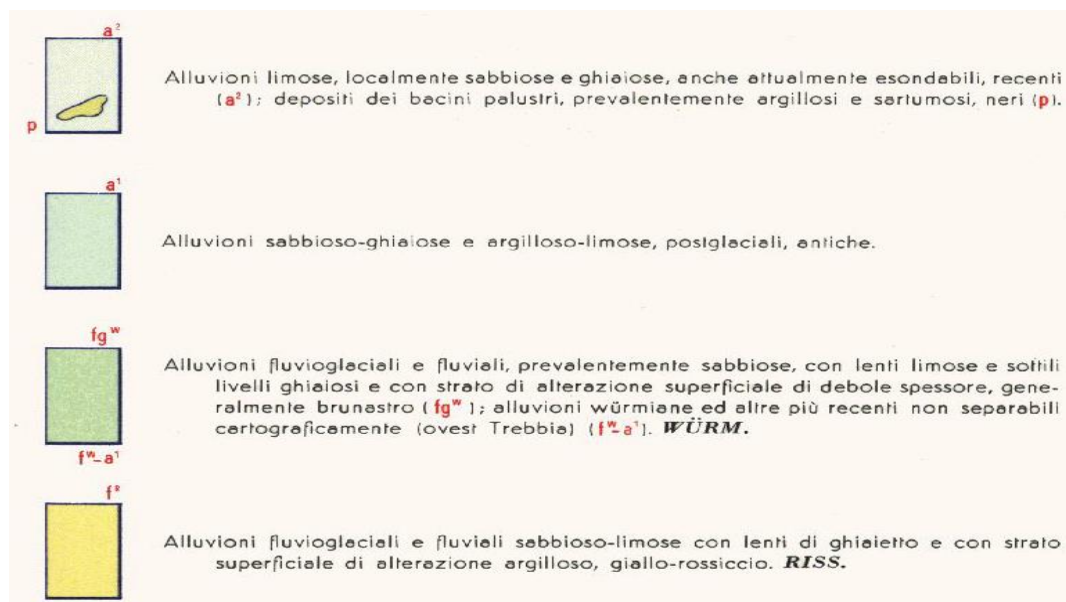 a²
Alluvioni limose, localmente sabbiose e ghiaiose, anche attualmente esondabili, recenti
(a²); depositi dei bacini palustri, prevalentemente argillosi e sartumosi, neri (p).
p
a¹
Alluvioni sabbioso-ghiaiose e argilloso-limose, postglaciali, antiche.
fgᵂ
Alluvioni fluvioglaciali e fluviali, prevalentemente sabbiose, con lenti limose e sottili
livelli ghiaiosi e con strato di alterazione superficiale di debole spessore, gene-
ralmente brunastro (fgᵂ); alluvioni würmiane ed altre più recenti non separabili
cartograficamente (ovest Trebbia) (fᵂ-a¹). WÜRM.
fᵂ-a¹
fᴿ
Alluvioni fluvioglaciali e fluviali sabbioso-limose con lenti di ghiaietto e con strato
superficiale di alterazione argilloso, giallo-rossiccio. RISS.